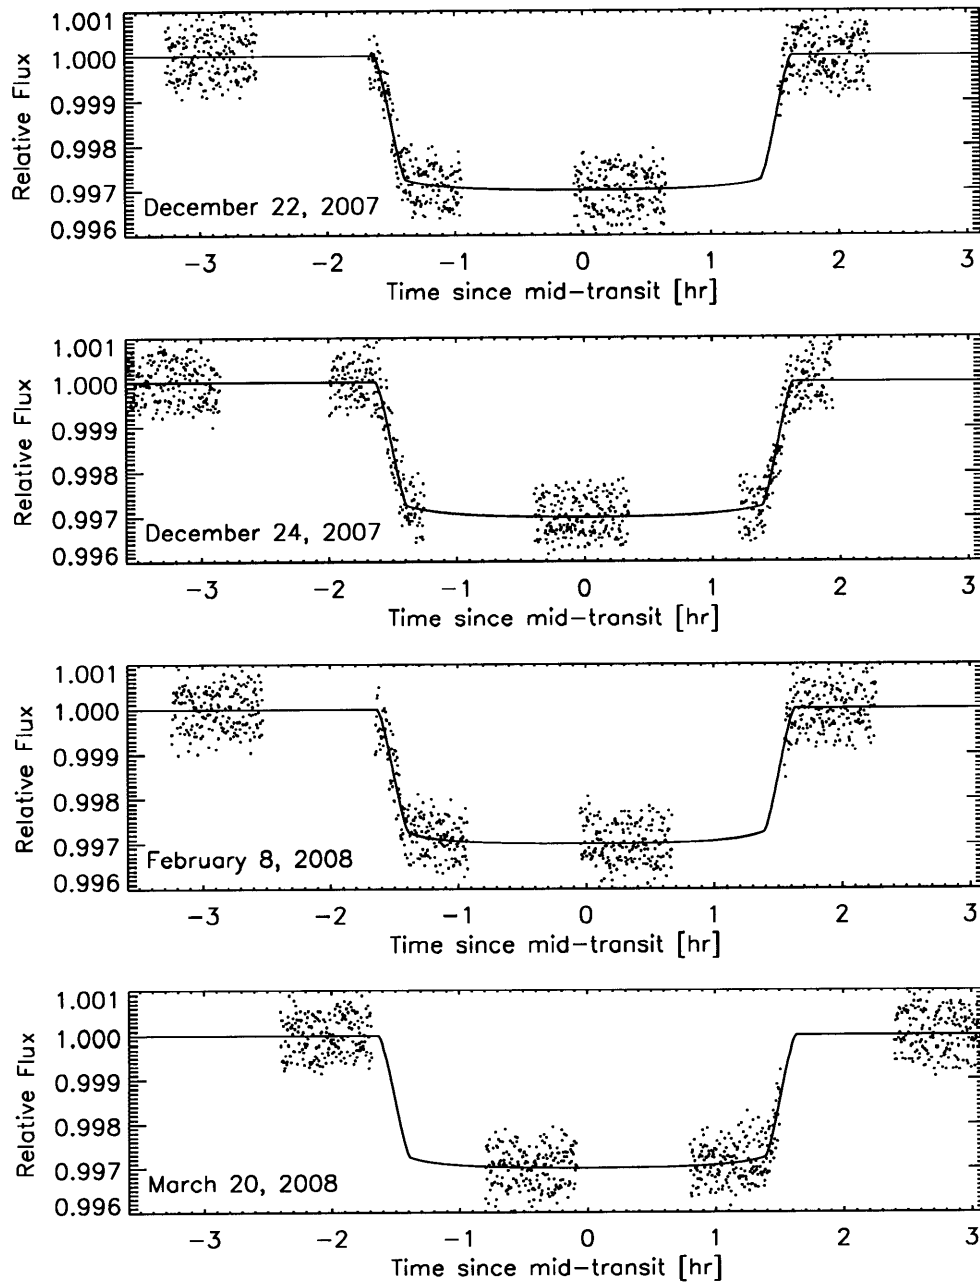 Relative Flux
1.001
1.000
0.999
0.998
0.997
0.996
December 22, 2007
−3 −2 −1 0 1 2 3
Time since mid−transit [hr]
Relative Flux
1.001
1.000
0.999
0.998
0.997
0.996
December 24, 2007
−3 −2 −1 0 1 2 3
Time since mid−transit [hr]
Relative Flux
1.001
1.000
0.999
0.998
0.997
0.996
February 8, 2008
−3 −2 −1 0 1 2 3
Time since mid−transit [hr]
Relative Flux
1.001
1.000
0.999
0.998
0.997
0.996
March 20, 2008
−3 −2 −1 0 1 2 3
Time since mid−transit [hr]